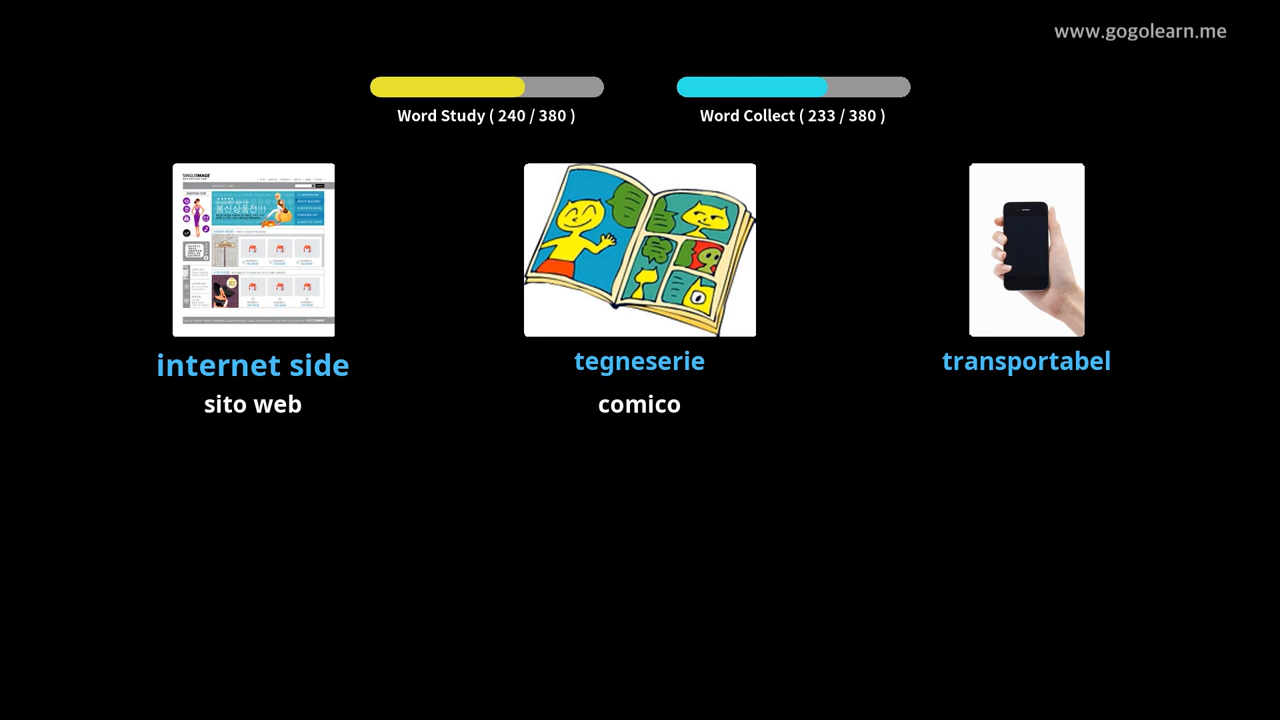 www.gogolearn.me
Word Study ( 240 / 380 )
Word Collect ( 233 / 380 )
internet side
sito web
tegneserie
comico
transportabel